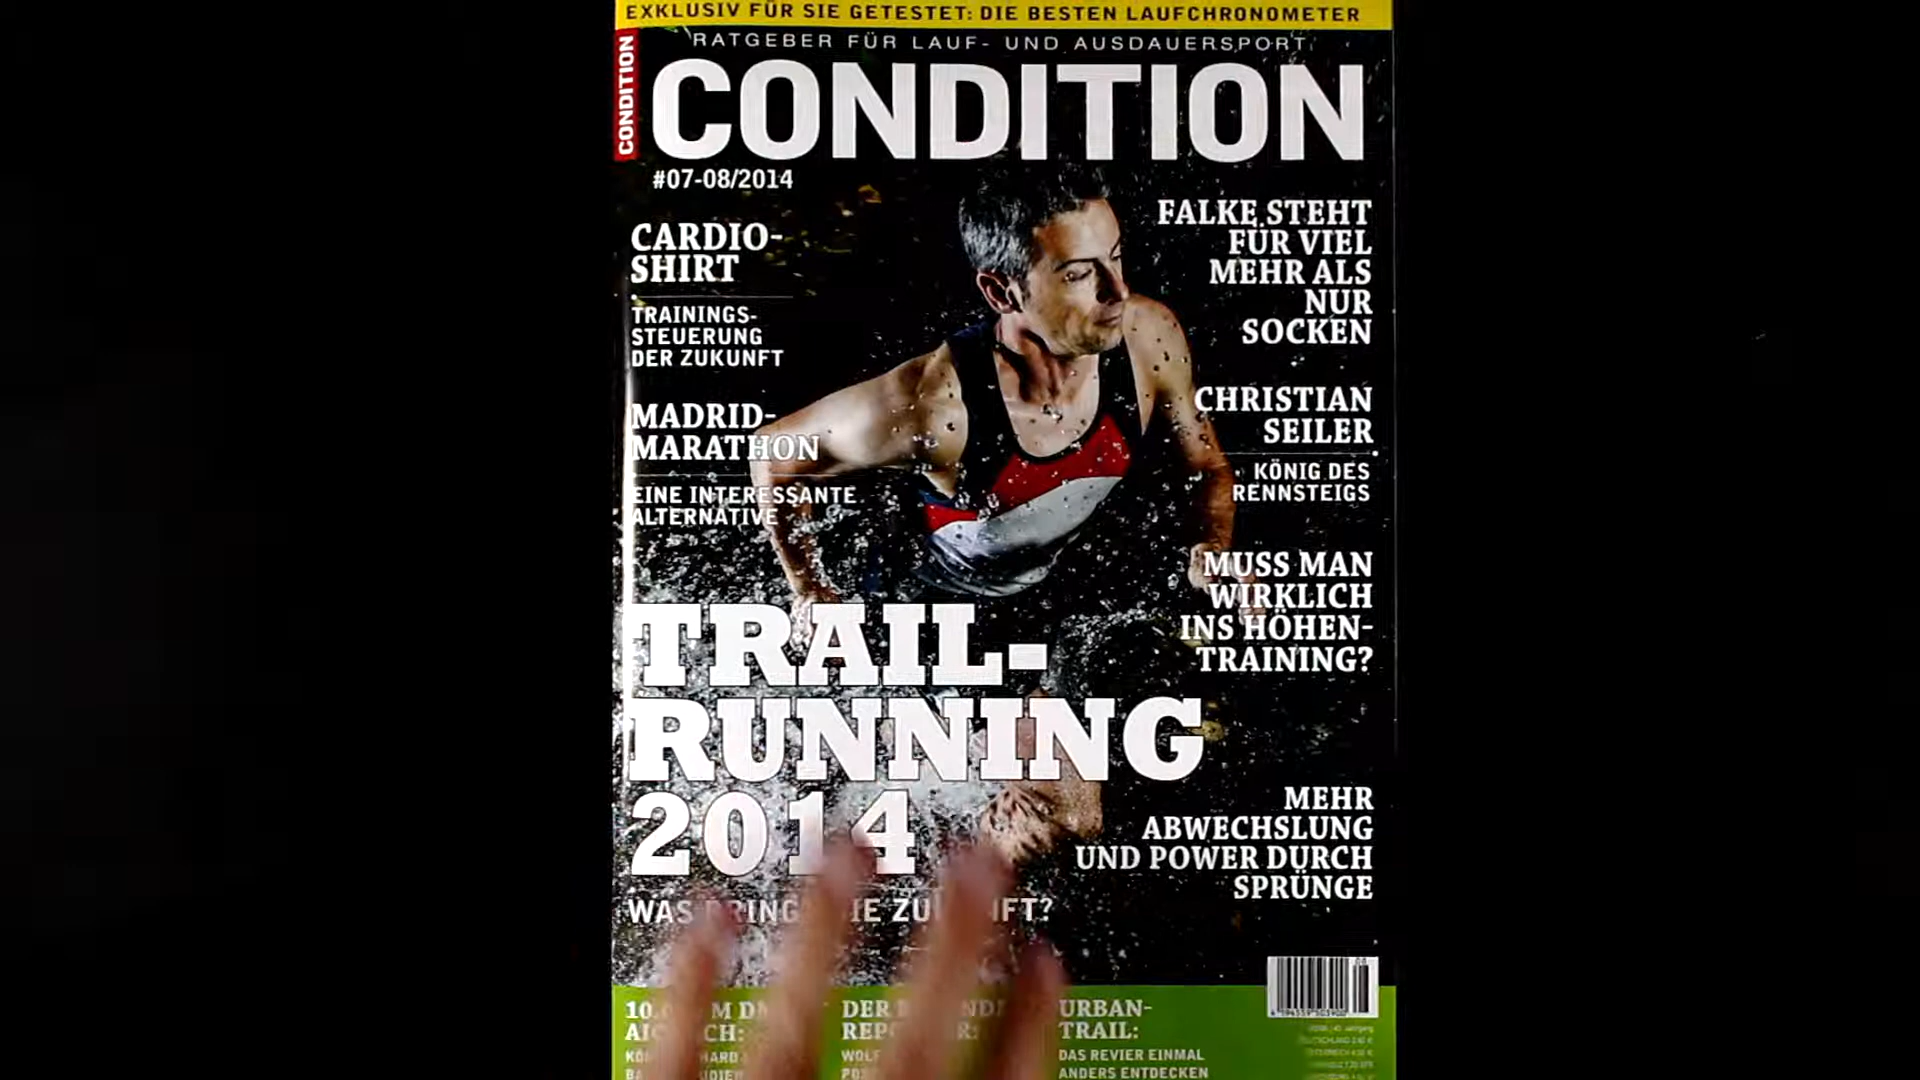 EXKLUSIV FÜR SIE GETESTET: DIE BESTEN LAUFCHRONOMETER
RATGEBER FÜR LAUF- UND AUSDAUERSPORT
CONDITION
CONDITION
#07-08/2014
CARDIO-
SHIRT
TRAININGS-
STEUERUNG
DER ZUKUNFT
MADRID-
MARATHON
EINE INTERESSANTE
ALTERNATIVE
FALKE STEHT
FÜR VIEL
MEHR ALS
NUR
SOCKEN
CHRISTIAN
SEILER
KÖNIG DES
RENNSTEIGS
MUSS MAN
WIRKLICH
INS HÖHEN-
TRAINING?
TRAIL-
RUNNING
2014
MEHR
ABWECHSLUNG
UND POWER DURCH
SPRÜNGE
DER
URBAN-
TRAIL:
DAS REVIER EINMAL
ANDERS ENTDECKEN